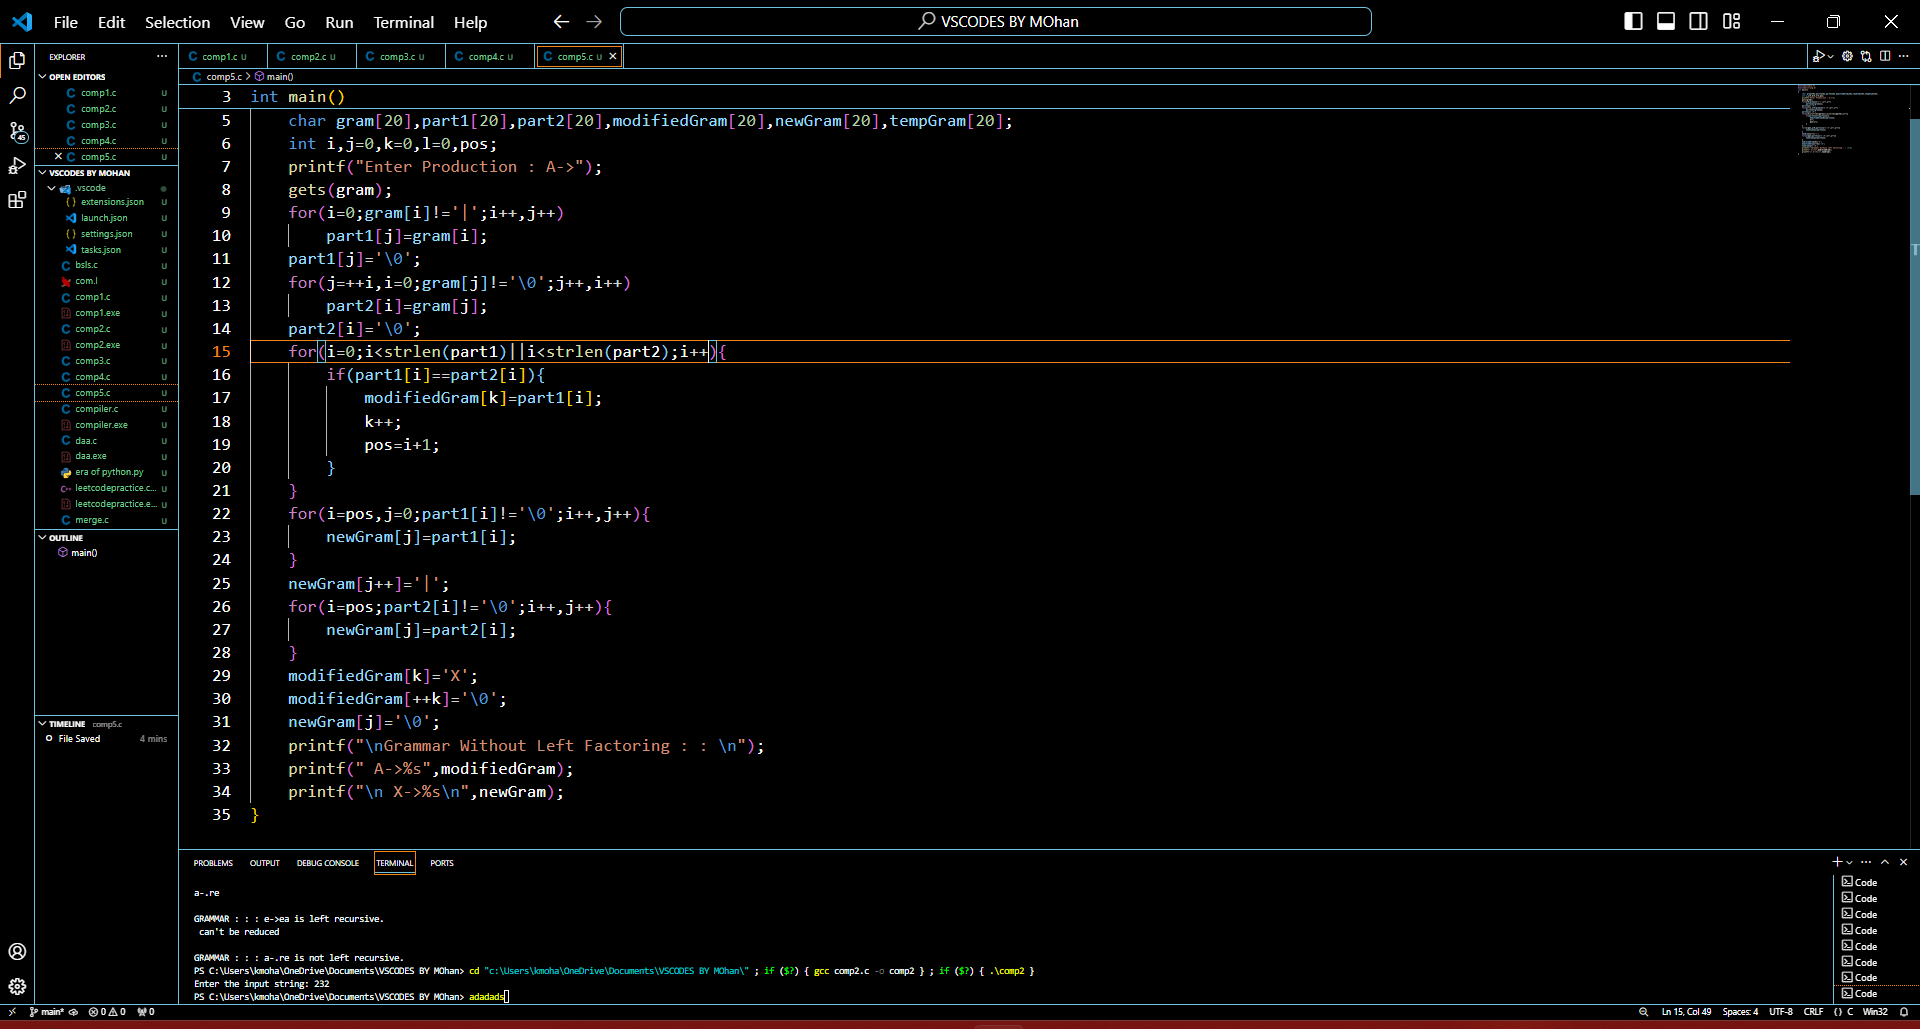 File Edit Selection View Go Run Terminal Help
VSCODES BY MOhan
EXPLORER
OPEN EDITORS
comp1.c U
comp2.c U
comp3.c U
comp4.c U
comp5.c U
VSCODES BY MOHAN
.vscode
extensions.json U
launch.json U
settings.json U
tasks.json U
bsls.c U
com.l U
comp1.c U
comp1.exe U
comp2.c U
comp2.exe U
comp3.c U
comp4.c U
comp5.c U
compiler.c U
compiler.exe U
daa.c U
daa.exe U
era of python.py U
leetcodepractice.c... U
leetcodepractice.e... U
merge.c U
OUTLINE
main()
TIMELINE comp5.c
File Saved 4 mins
45
comp1.c U comp2.c U comp3.c U comp4.c U comp5.c U
comp5.c > main()
3 int main()
5 char gram[20],part1[20],part2[20],modifiedGram[20],newGram[20],tempGram[20];
6 int i,j=0,k=0,l=0,pos;
7 printf("Enter Production : A->");
8 gets(gram);
9 for(i=0;gram[i]!='|';i++,j++)
10 part1[j]=gram[i];
11 part1[j]='\0';
12 for(j=++i,i=0;gram[j]!='\0';j++,i++)
13 part2[i]=gram[j];
14 part2[i]='\0';
15 for(i=0;i<strlen(part1)||i<strlen(part2);i++){
16 if(part1[i]==part2[i]){
17 modifiedGram[k]=part1[i];
18 k++;
19 pos=i+1;
20 }
21 }
22 for(i=pos,j=0;part1[i]!='\0';i++,j++){
23 newGram[j]=part1[i];
24 }
25 newGram[j++]='|';
26 for(i=pos;part2[i]!='\0';i++,j++){
27 newGram[j]=part2[i];
28 }
29 modifiedGram[k]='X';
30 modifiedGram[++k]='\0';
31 newGram[j]='\0';
32 printf("\nGrammar Without Left Factoring : : \n");
33 printf(" A->%s",modifiedGram);
34 printf("\n X->%s\n",newGram);
35 }
PROBLEMS OUTPUT DEBUG CONSOLE TERMINAL PORTS
a-.re
GRAMMAR : : : e->ea is left recursive.
can't be reduced
GRAMMAR : : : a-.re is not left recursive.
PS C:\Users\kmoha\OneDrive\Documents\VSCODES BY MOhan> cd "c:\Users\kmoha\OneDrive\Documents\VSCODES BY MOhan\" ; if ($?) { gcc comp2.c -o comp2 } ; if ($?) { .\comp2 }
Enter the input string: 232
PS C:\Users\kmoha\OneDrive\Documents\VSCODES BY MOhan> adadads
Code
Code
Code
Code
Code
Code
Code
Code
main* 0 0 0
Ln 15, Col 49 Spaces: 4 UTF-8 CRLF {} C Win32